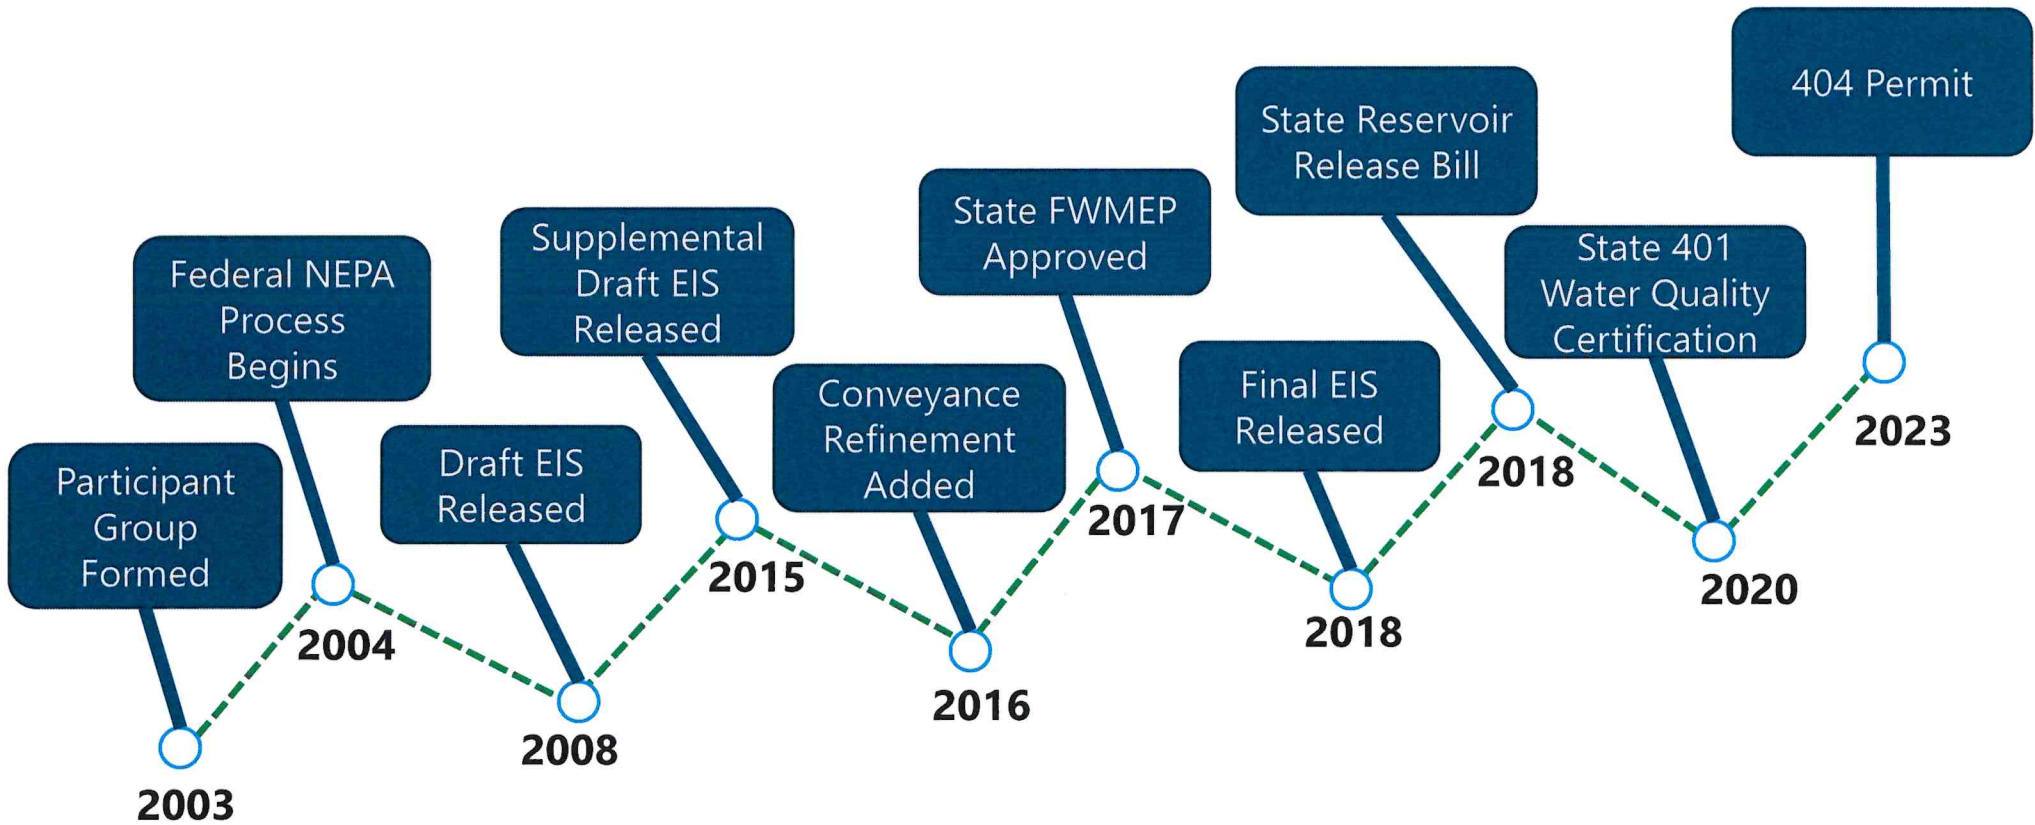 Participant
Group
Formed
2003
Federal NEPA
Process
Begins
2004
Draft EIS
Released
2008
Supplemental
Draft EIS
Released
2015
Conveyance
Refinement
Added
2016
State FWMEP
Approved
2017
Final EIS
Released
2018
State Reservoir
Release Bill
2018
State 401
Water Quality
Certification
2020
404 Permit
2023